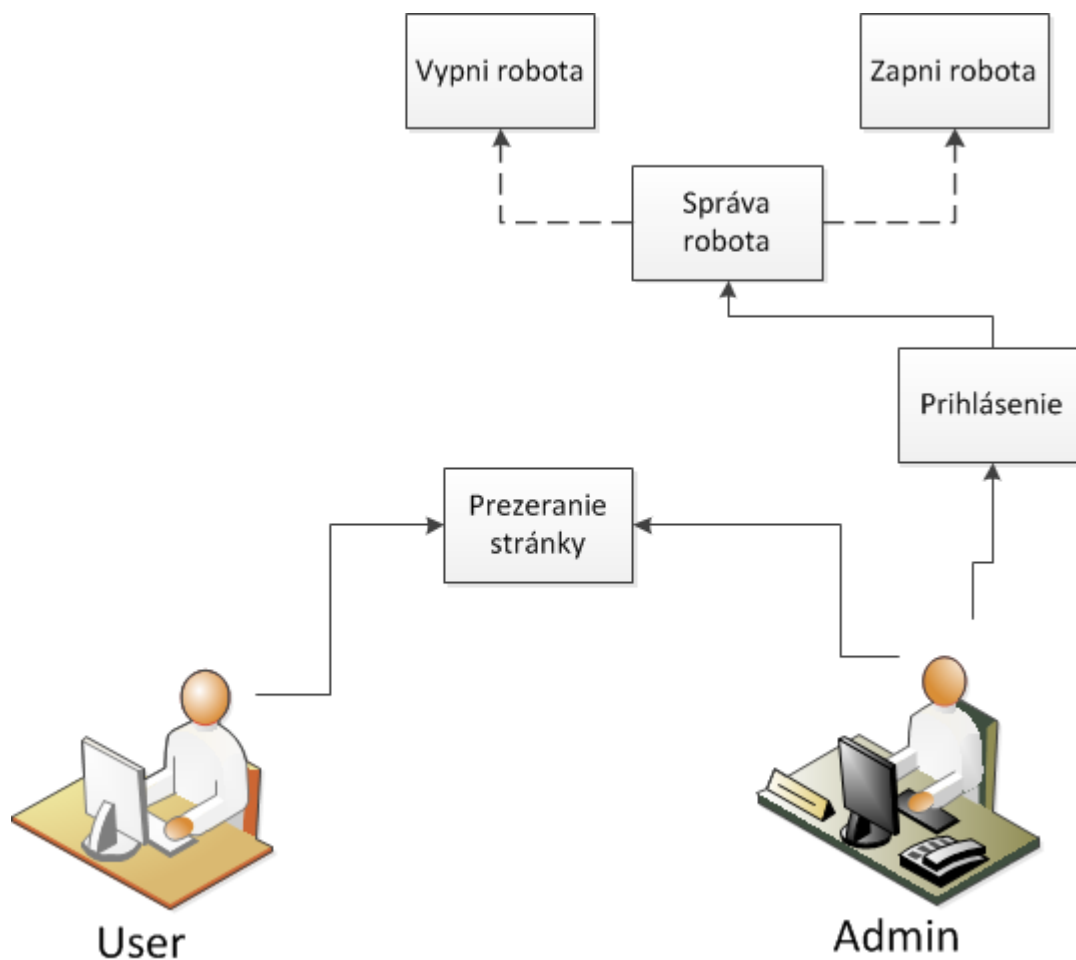 Vypni robota
Zapni robota
Správa
robota
Prihlásenie
Prezeranie
stránky
User
Admin